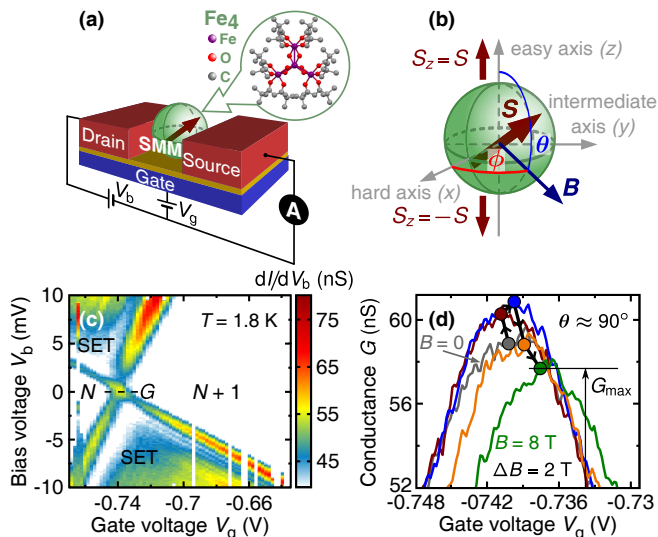 (a)
Fe4
Fe
O
C
Drain
SMM
Source
Gate
Vb
Vg
A
(b)
Sz = S
easy axis (z)
S
intermediate
axis (y)
θ
ϕ
hard axis (x)
B
Sz = −S
dI/dVb (nS)
(c)
T = 1.8 K
SET
N
G
N + 1
SET
10
5
0
-5
-10
Bias voltage Vb (mV)
-0.74
-0.7
-0.66
Gate voltage Vg (V)
75
65
55
45
(d)
θ ≈ 90°
B = 0
Gmax
B = 8 T
ΔB = 2 T
60
58
56
54
52
Conductance G (nS)
-0.748
-0.742
-0.736
-0.73
Gate voltage Vg (V)